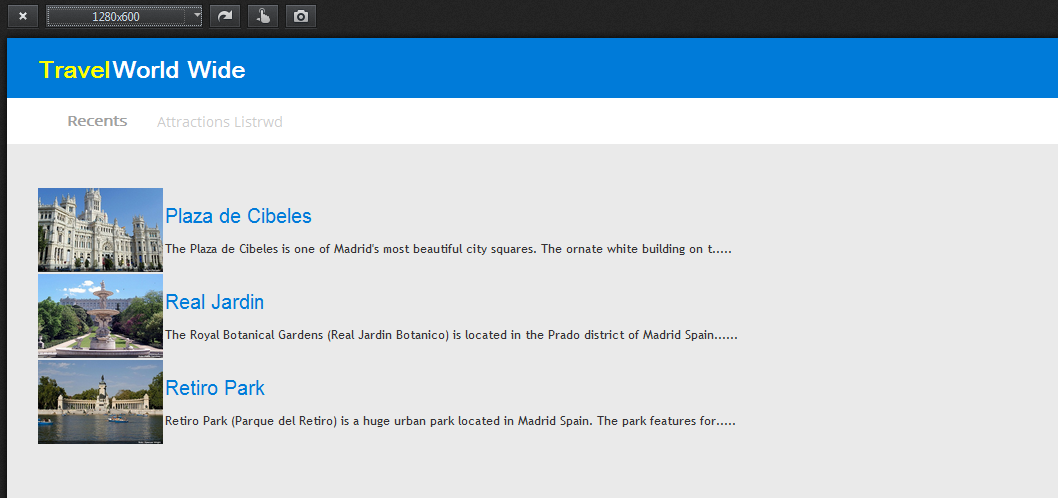 1280x600
TravelWorld Wide
Recents Attractions Listrwd
Plaza de Cibeles
The Plaza de Cibeles is one of Madrid's most beautiful city squares. The ornate white building on t.....
Real Jardin
The Royal Botanical Gardens (Real Jardin Botanico) is located in the Prado district of Madrid Spain......
Retiro Park
Retiro Park (Parque del Retiro) is a huge urban park located in Madrid Spain. The park features for.....